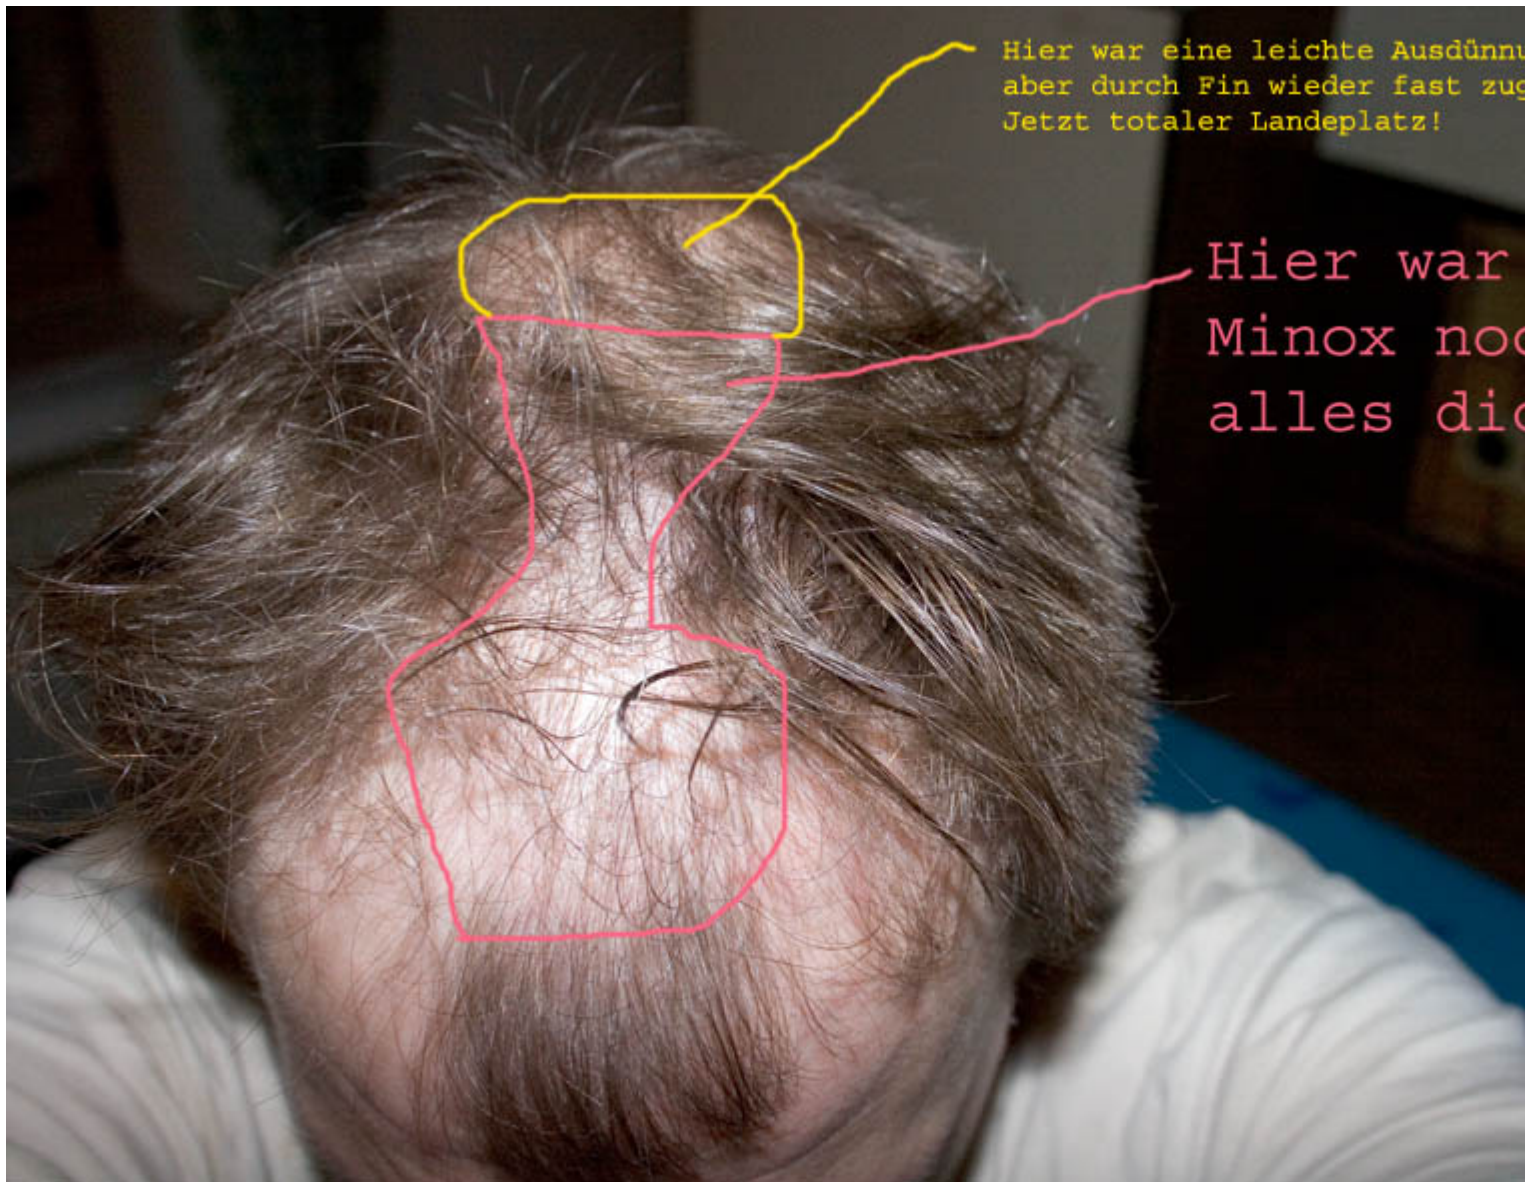 Hier war eine leichte
aber durch Fin wieder fast
Jetzt totaler Landeplatz!
Hier war
Minox
alles